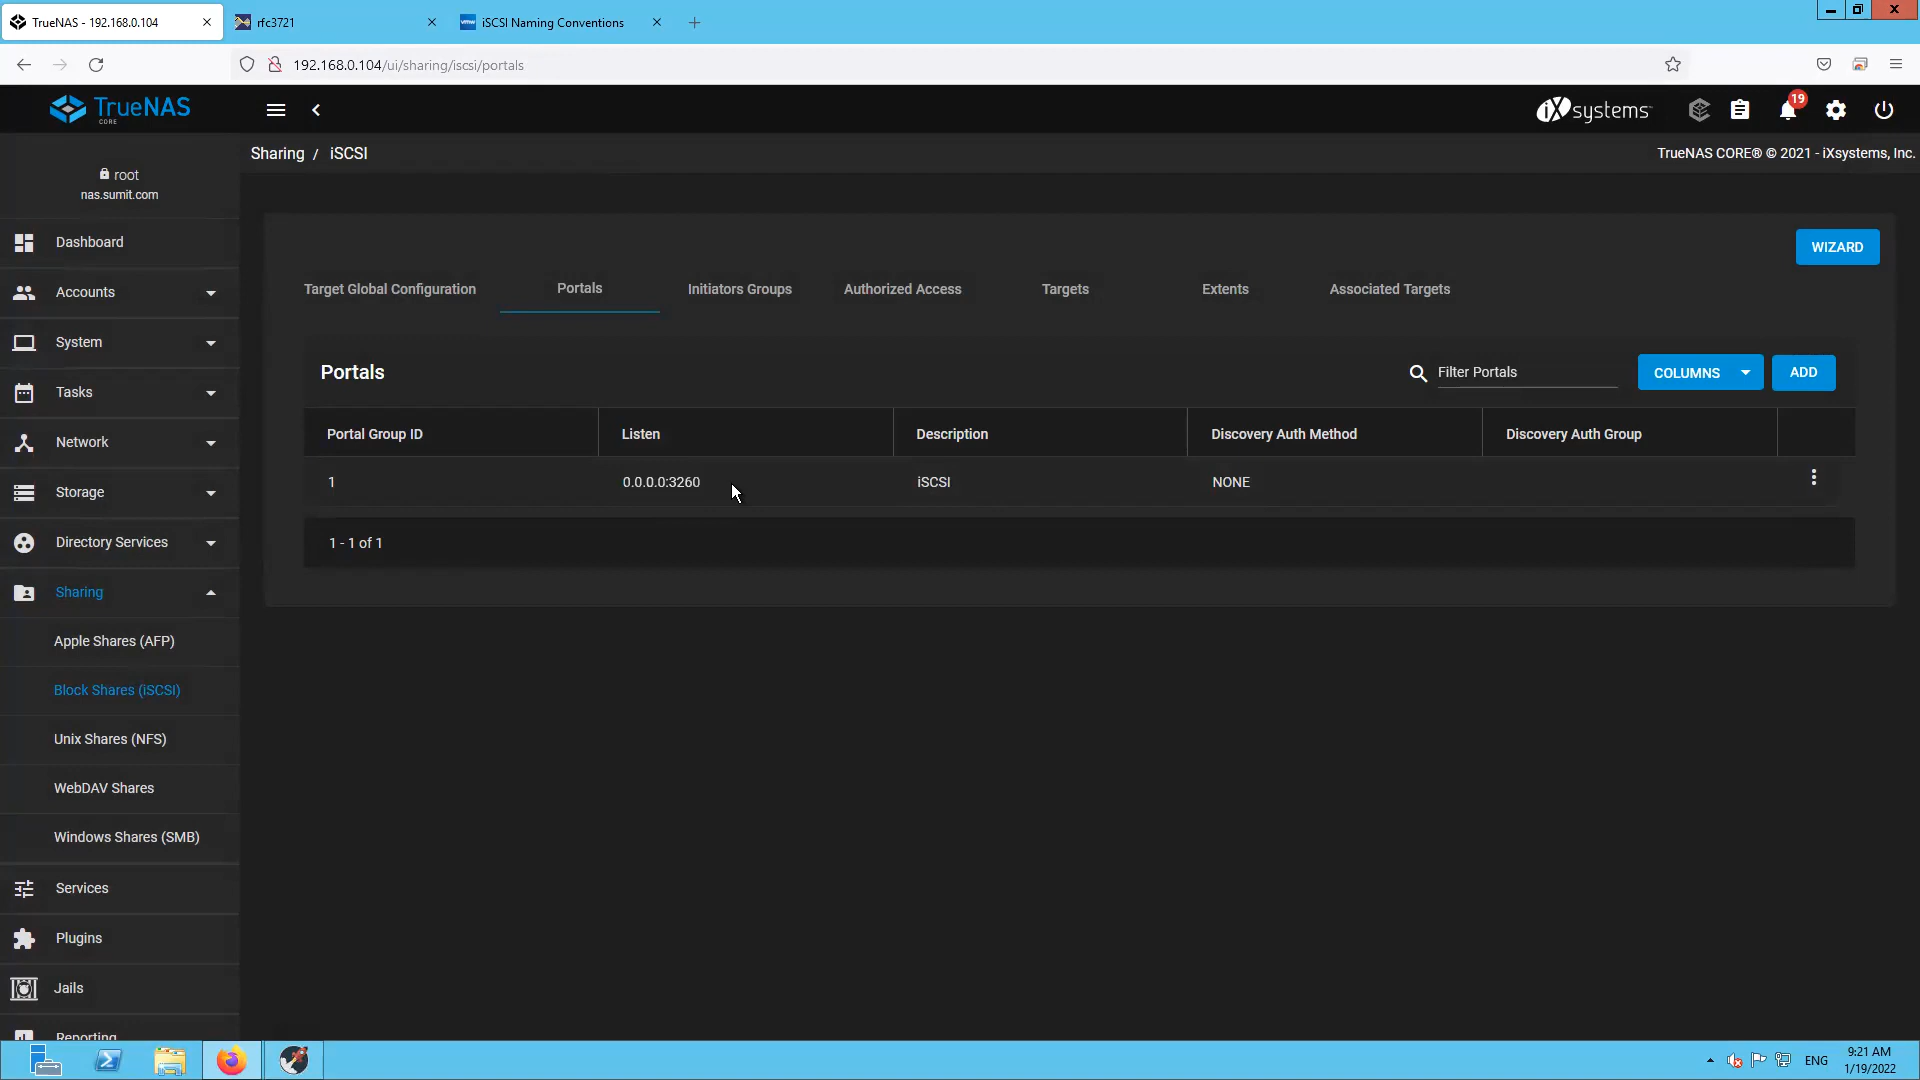 TrueNAS - 192.168.0.104
rfc3721
vmw
iSCSI Naming Conventions
192.168.0.104/ui/sharing/iscsi/portals
TrueNAS
CORE
iXsystems
19
Sharing / iSCSI
TrueNAS CORE® © 2021 - iXsystems, Inc.
root
nas.sumit.com
Dashboard
Accounts
System
Tasks
Network
Storage
Directory Services
Sharing
Apple Shares (AFP)
Block Shares (iSCSI)
Unix Shares (NFS)
WebDAV Shares
Windows Shares (SMB)
Services
Plugins
Jails
Reporting
WIZARD
Target Global Configuration
Portals
Initiators Groups
Authorized Access
Targets
Extents
Associated Targets
Portals
Filter Portals
COLUMNS
ADD
Portal Group ID
Listen
Description
Discovery Auth Method
Discovery Auth Group
1
0.0.0.0:3260
iSCSI
NONE
1 - 1 of 1
ENG
9:21 AM
1/19/2022